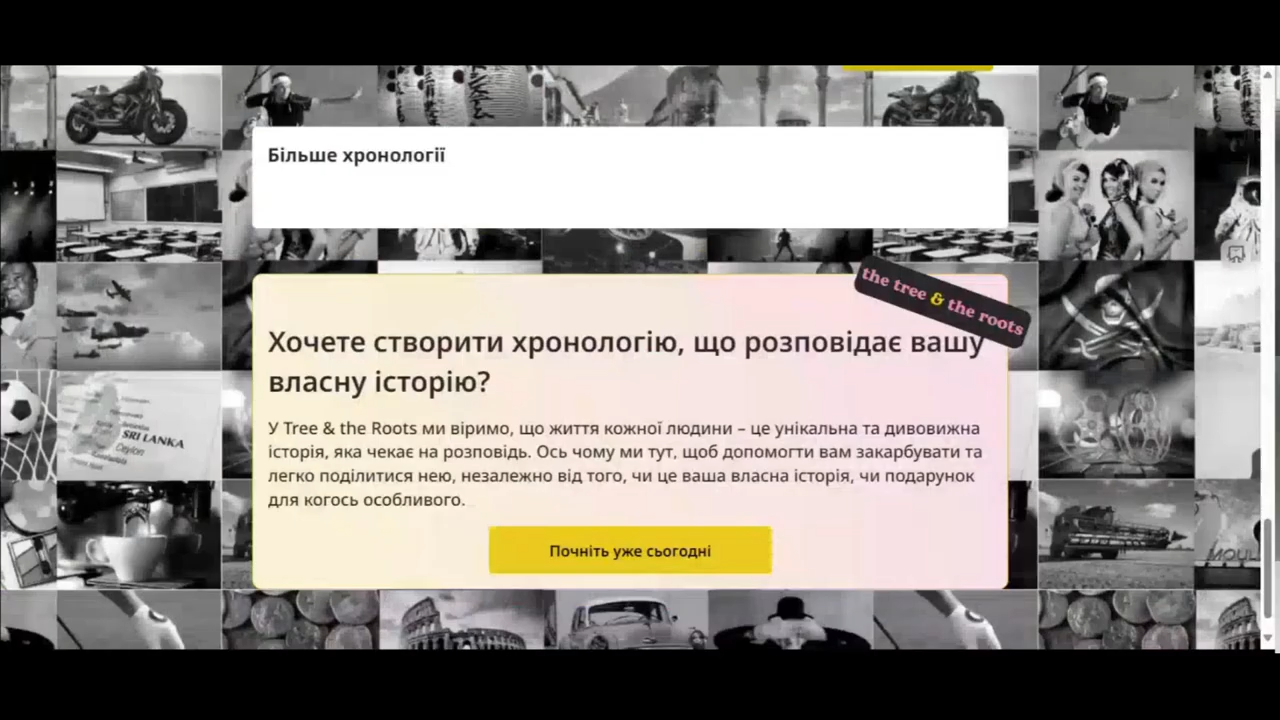 Більше хронології
the tree & the roots
Хочете створити хронологію, що розповідає вашу
власну історію?
У Tree & the Roots ми віримо, що життя кожної людини – це унікальна та дивовижна
історія, яка чекає на розповідь. Ось чому ми тут, щоб допомогти вам закарбувати та
легко поділитися нею, незалежно від того, чи це ваша власна історія, чи подарунок
для когось особливого.
SRI LANKA
Ceylon
Почніть уже сьогодні
MOUL